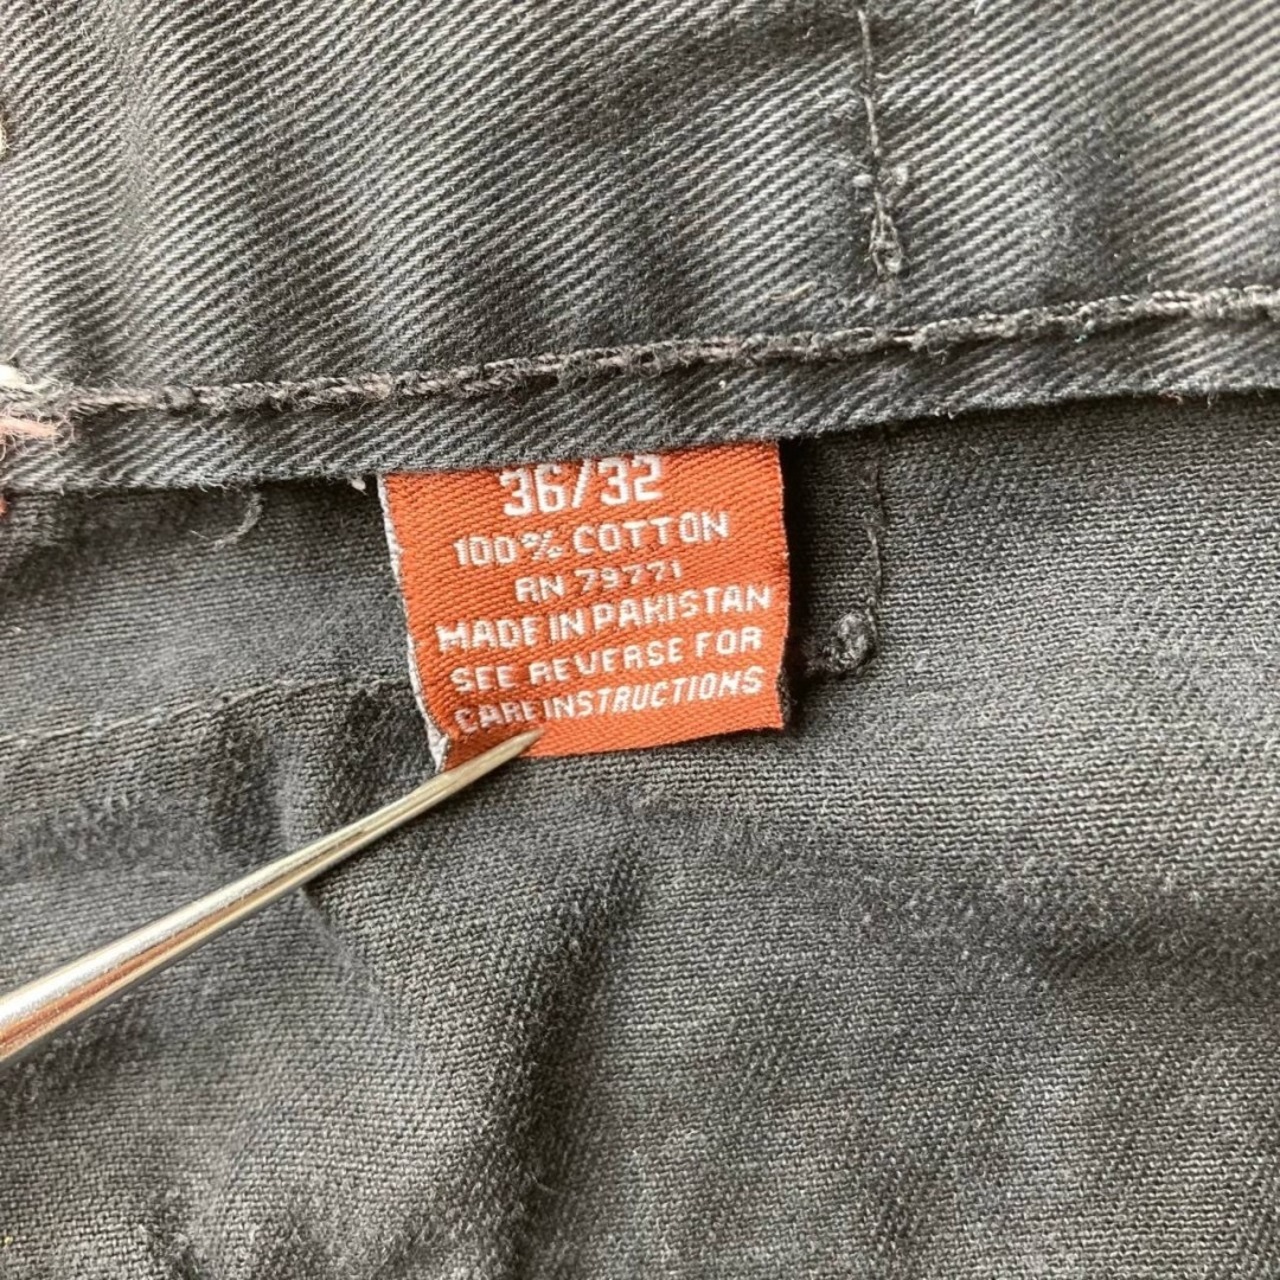 36/32
100% COTTON
RN 79771
MADE IN PAKISTAN
SEE REVERSE FOR
CARE INSTRUCTIONS